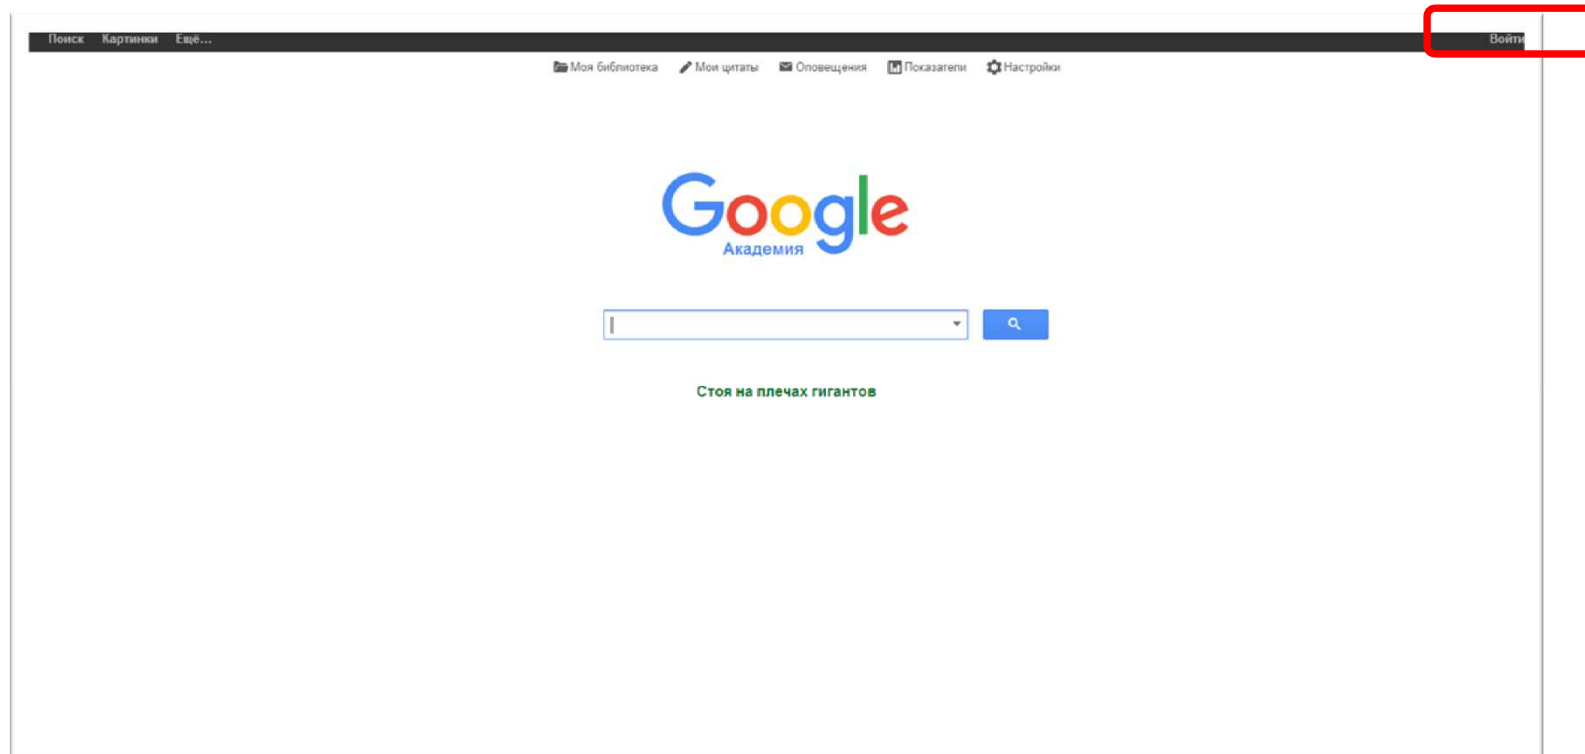 Поиск Картинки Ещё... Войти
Моя библиотека Мои цитаты Оповещения Показатели Настройки
Google
Академия
Стоя на плечах гигантов